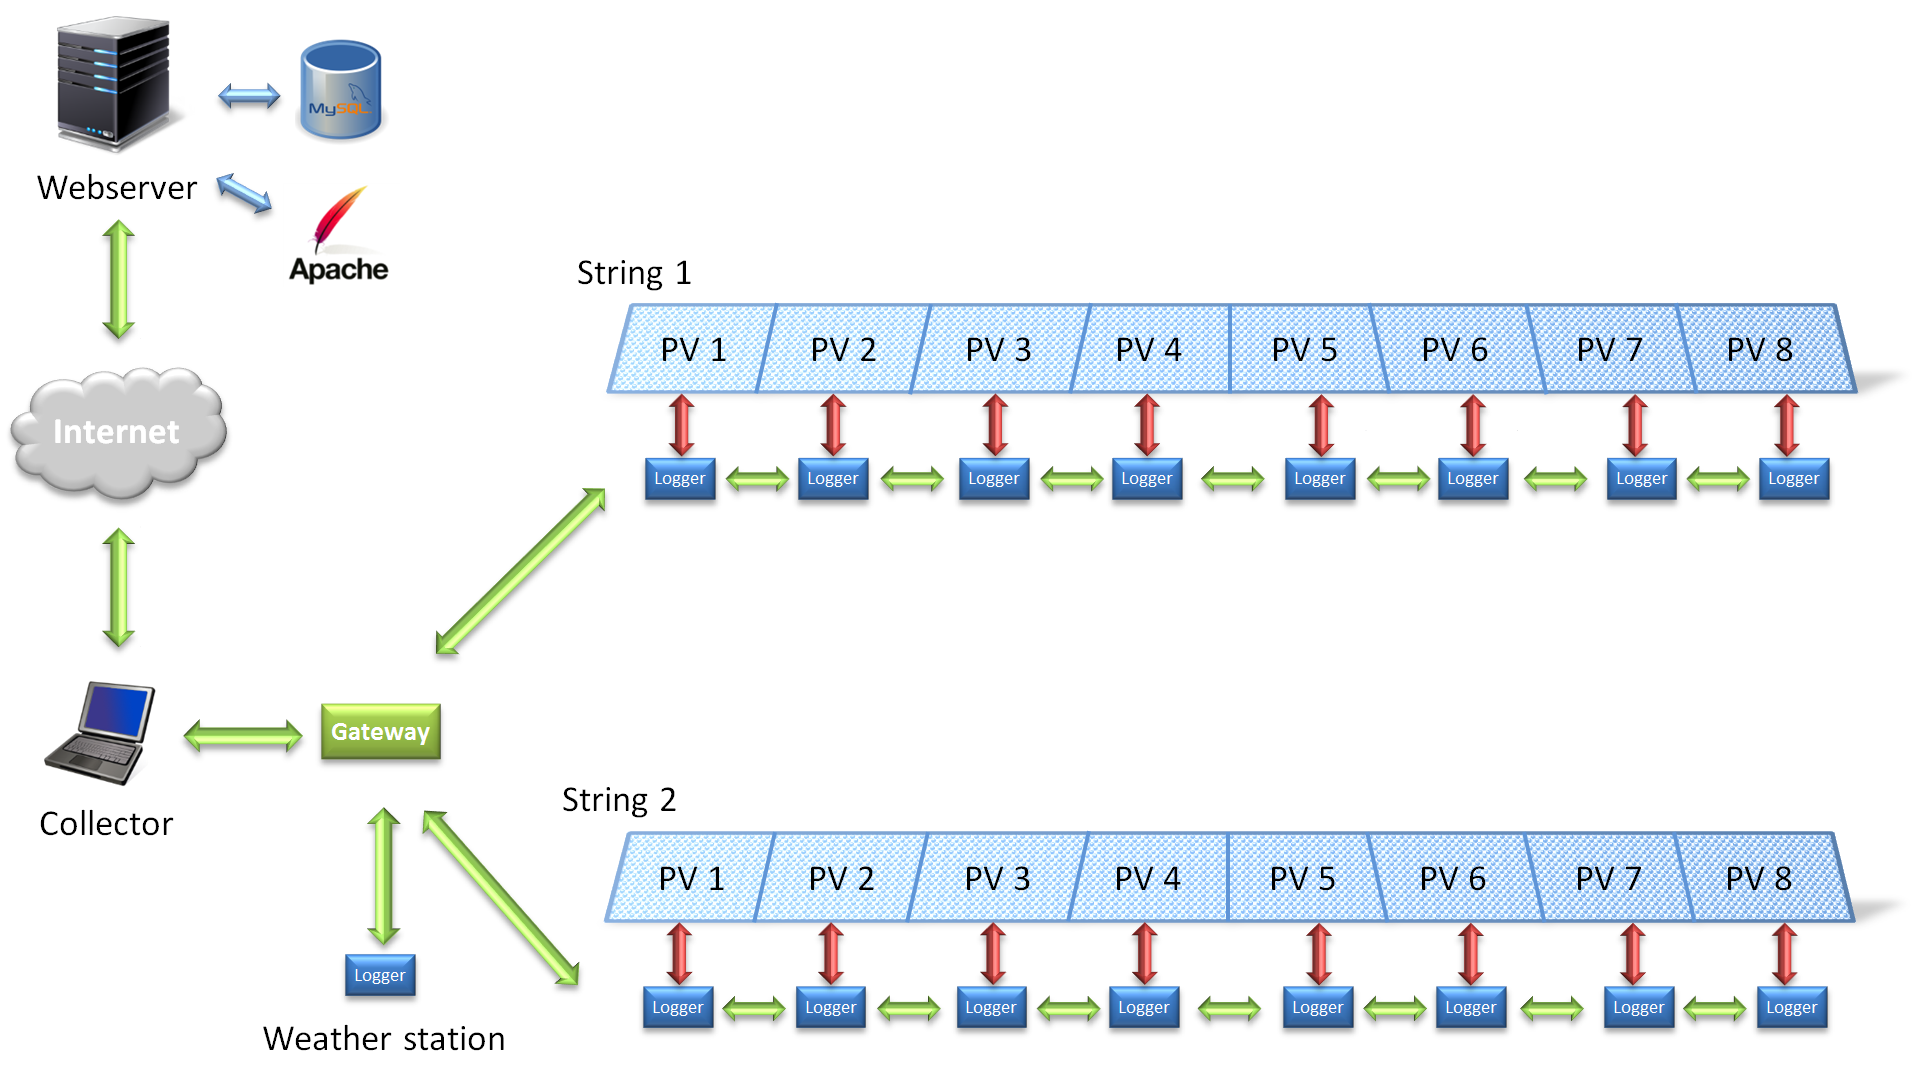 MySQL
Webserver
Apache
Internet
Collector
Gateway
Logger
Weather station
String 1
PV 1 PV 2 PV 3 PV 4 PV 5 PV 6 PV 7 PV 8
Logger Logger Logger Logger Logger Logger Logger Logger
String 2
PV 1 PV 2 PV 3 PV 4 PV 5 PV 6 PV 7 PV 8
Logger Logger Logger Logger Logger Logger Logger Logger